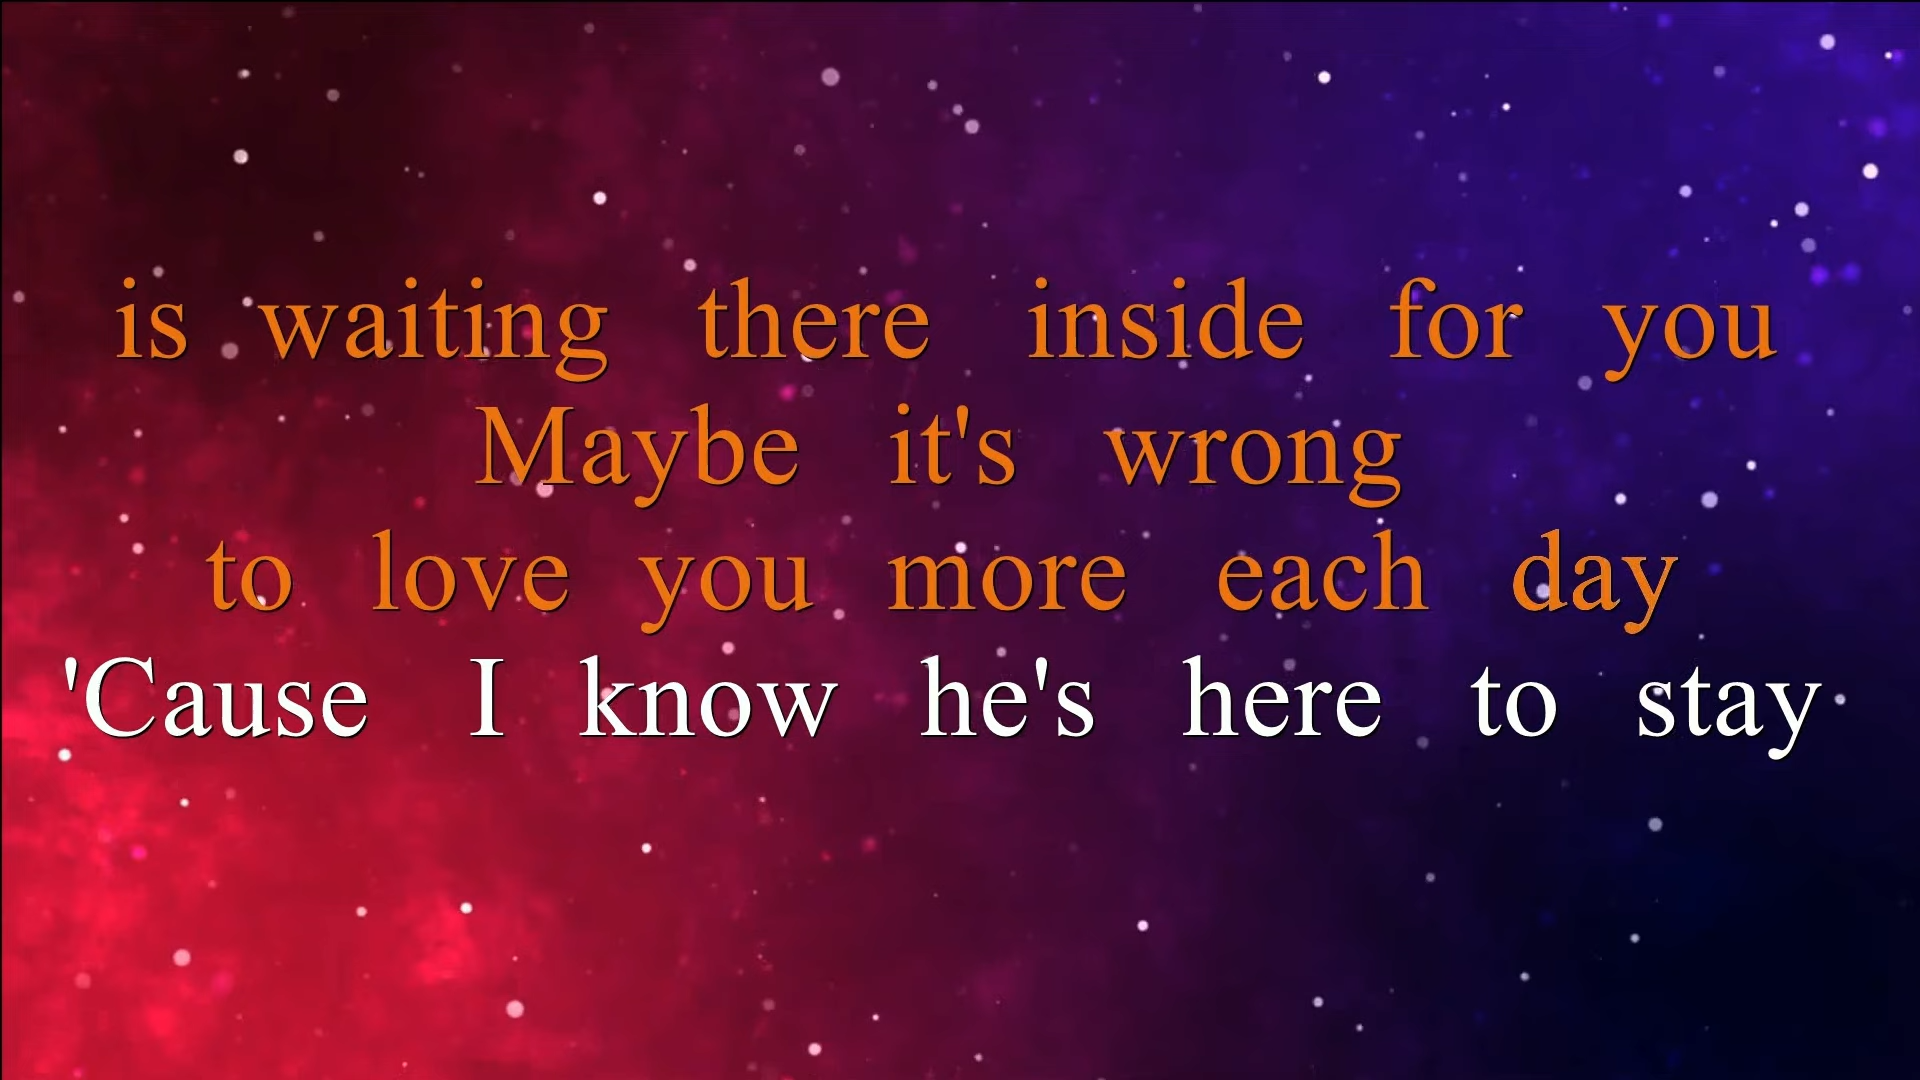 is waiting there inside for you
Maybe it's wrong
to love you more each day
'Cause I know he's here to stay